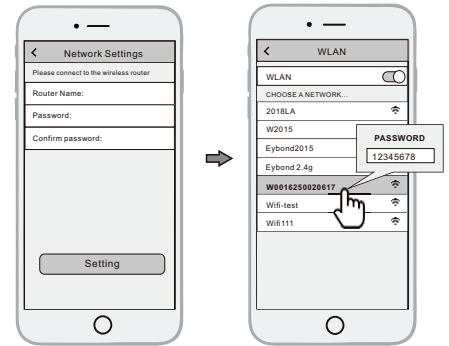 Network Settings
Please connect to the wireless router
Router Name:
Password:
Confirm password:
Setting
WLAN
WLAN
CHOOSE A NETWORK...
2018LA
W2015
Eybond2015
Eybond 2.4g
W0016250020617
Wifi-test
Wifi111
PASSWORD
12345678